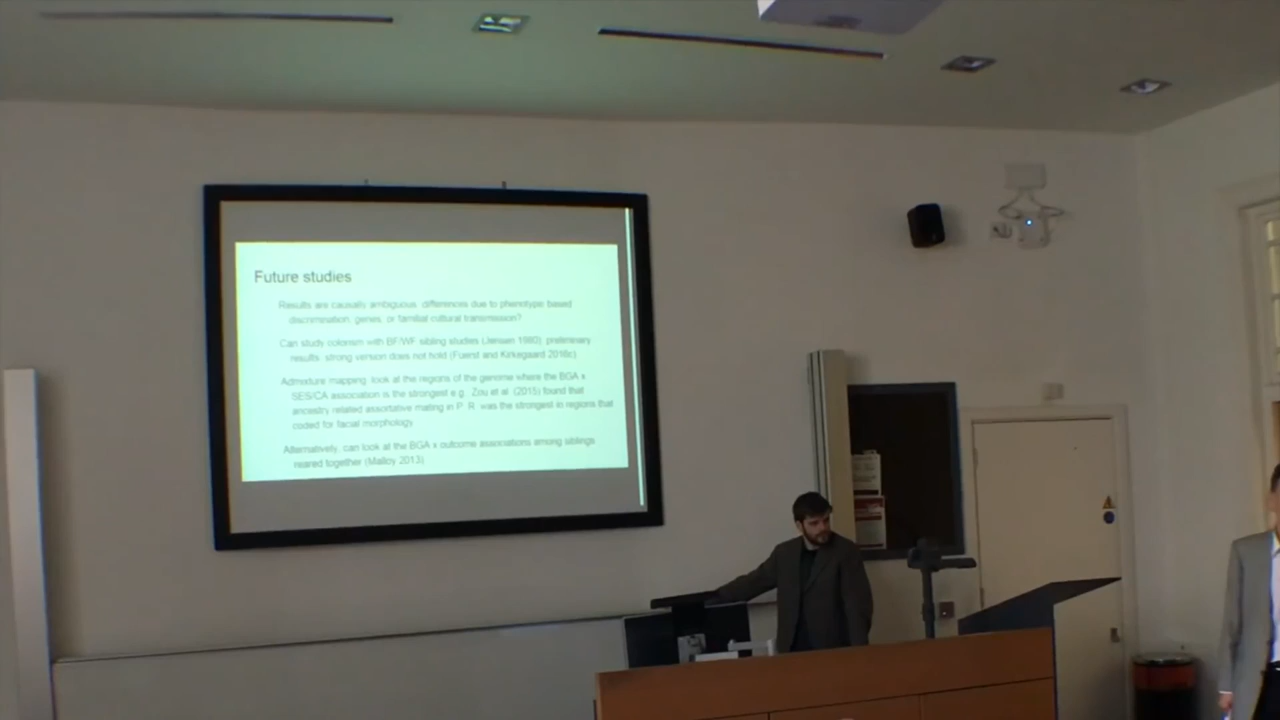 Future studies
Results are causally ambiguous: differences due to phenotypic based
discrimination, genes, or familial cultural transmission?
Can study colorism with BF/WF sibling studies (Jensen 1980), preliminary
results: strong version does not hold (Fuerst and Kirkegaard 2016c)
Admixture mapping: look at the regions of the genome where the BGA x
SES/CA association is the strongest e.g. Zou et al. (2015) found that
ancestry related assortative mating in P. R. was the strongest in regions that
coded for facial morphology
Alternatively, can look at the BGA x outcome associations among siblings
reared together (Malloy 2013)